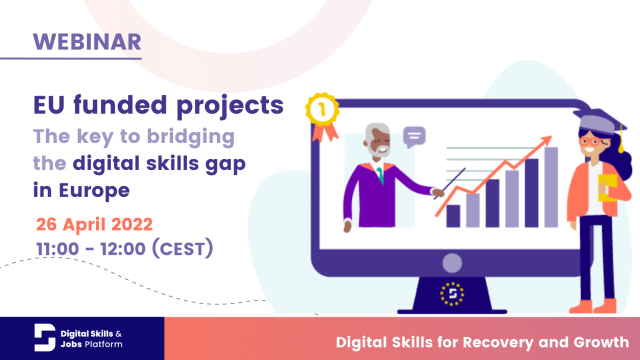 WEBINAR
EU funded projects
The key to bridging
the digital skills gap
in Europe
26 April 2022
11:00 - 12:00 (CEST)
1
Digital Skills &
Jobs Platform
Digital Skills for Recovery and Growth